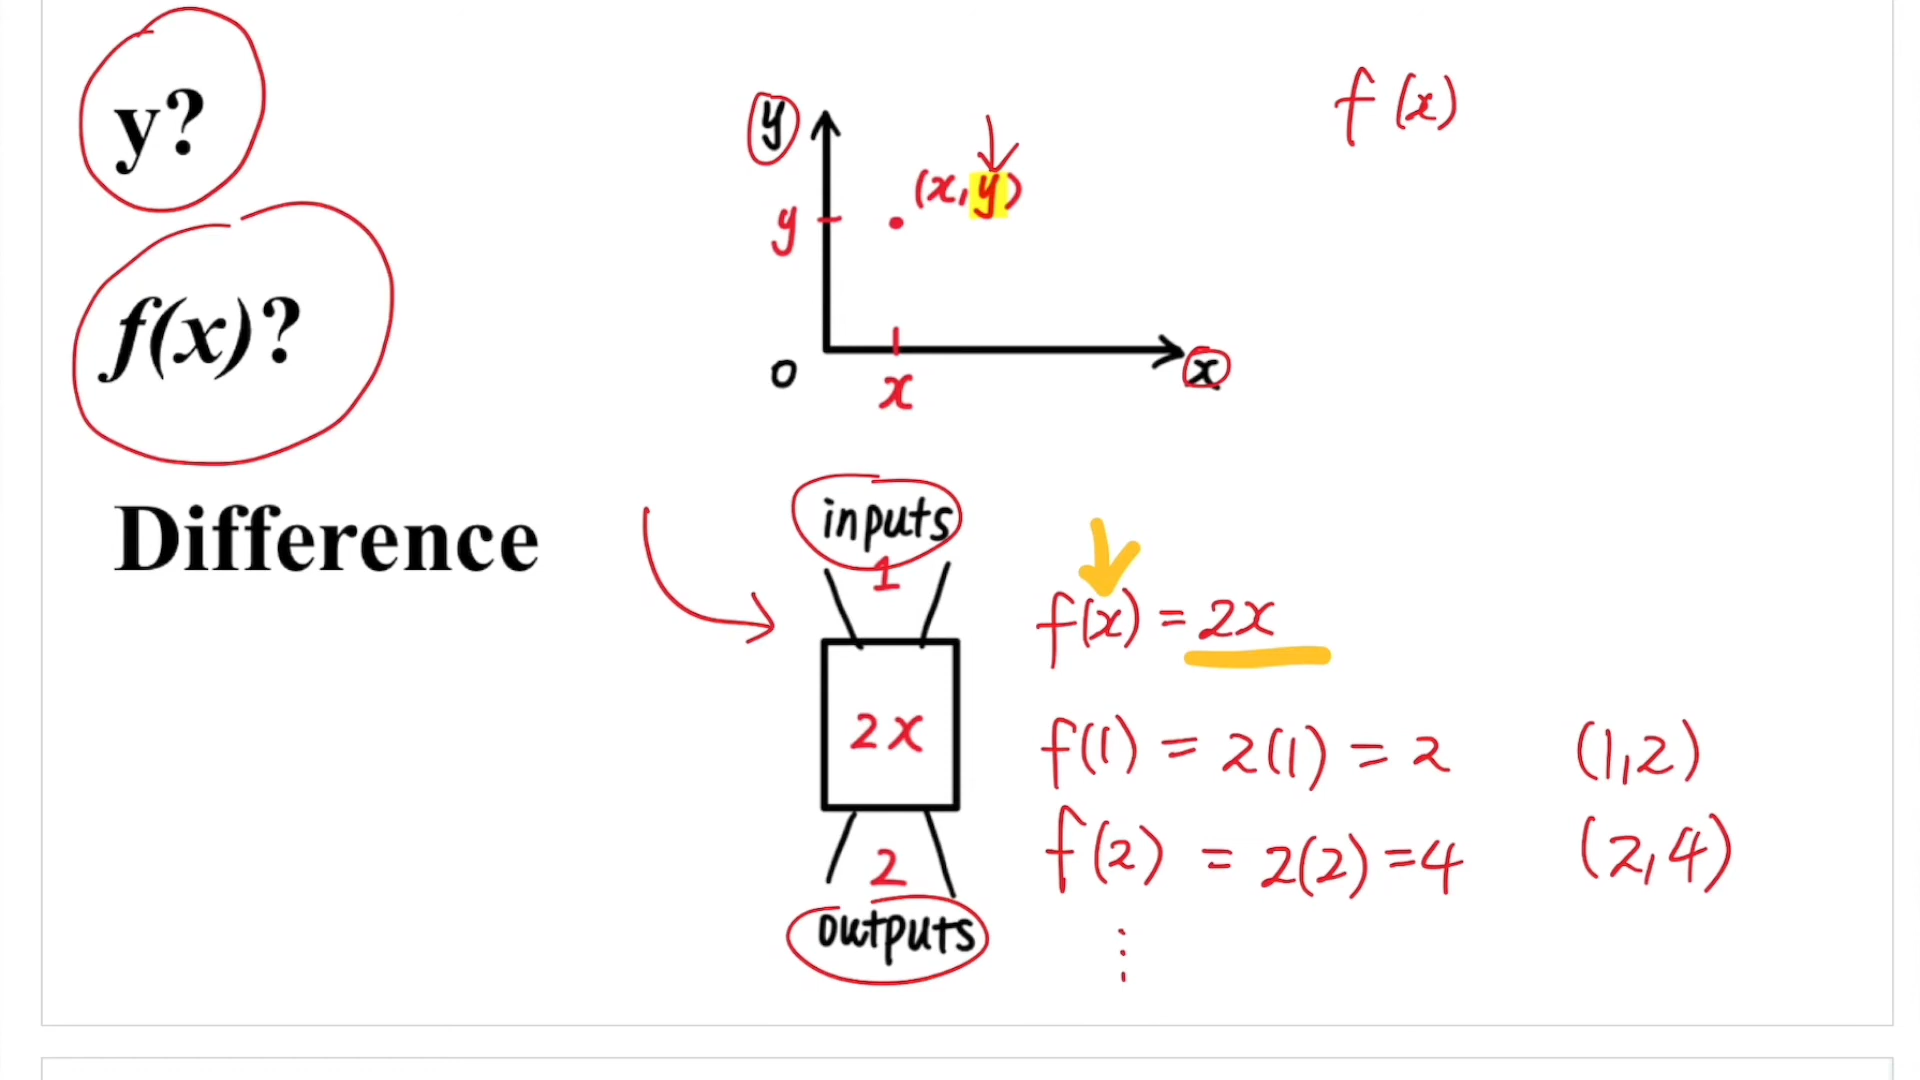 y?
f(x)?
Difference
y
(x, y)
y
0
x
x
f(x)
inputs
1
2x
2
outputs
f(x) = 2x
f(1) = 2(1) = 2 (1,2)
f(2) = 2(2) = 4 (2,4)
⋮